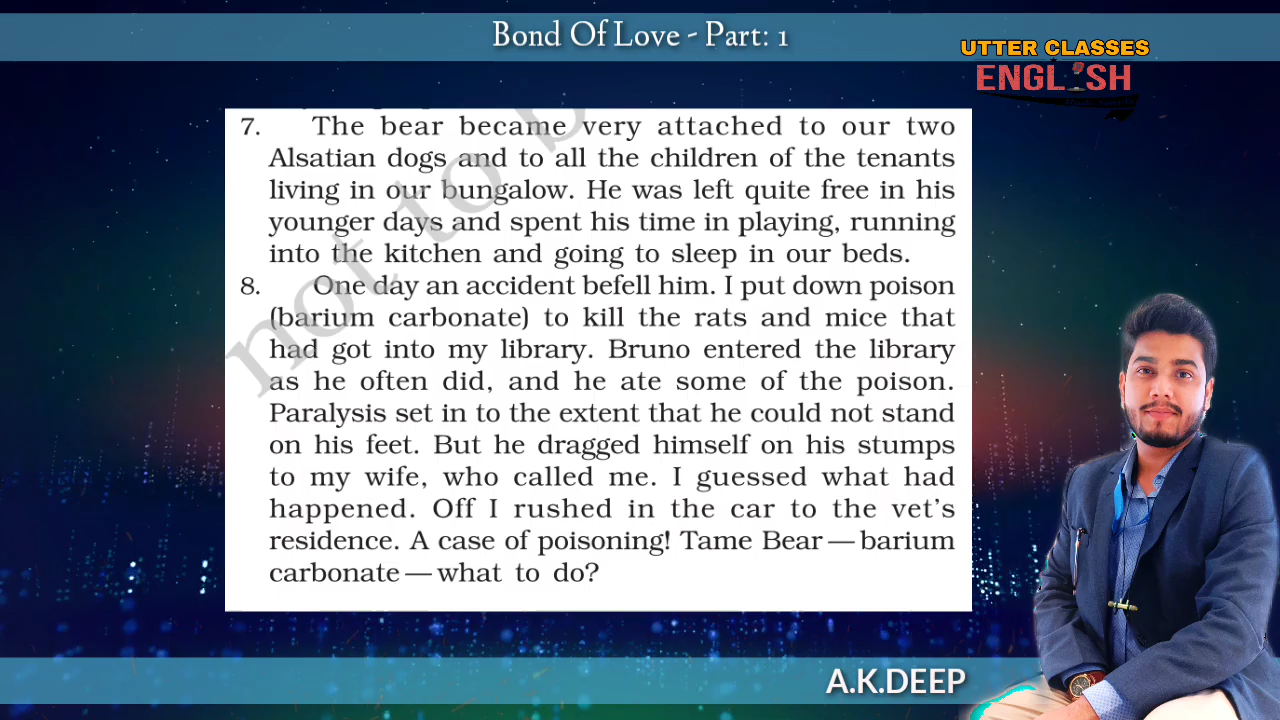 Bond Of Love - Part: 1
UTTER CLASSES
ENGLISH
7. The bear became very attached to our two
Alsatian dogs and to all the children of the tenants
living in our bungalow. He was left quite free in his
younger days and spent his time in playing, running
into the kitchen and going to sleep in our beds.
8. One day an accident befell him. I put down poison
(barium carbonate) to kill the rats and mice that
had got into my library. Bruno entered the library
as he often did, and he ate some of the poison.
Paralysis set in to the extent that he could not stand
on his feet. But he dragged himself on his stumps
to my wife, who called me. I guessed what had
happened. Off I rushed in the car to the vet's
residence. A case of poisoning! Tame Bear — barium
carbonate — what to do?
not to b
A.K.DEEP